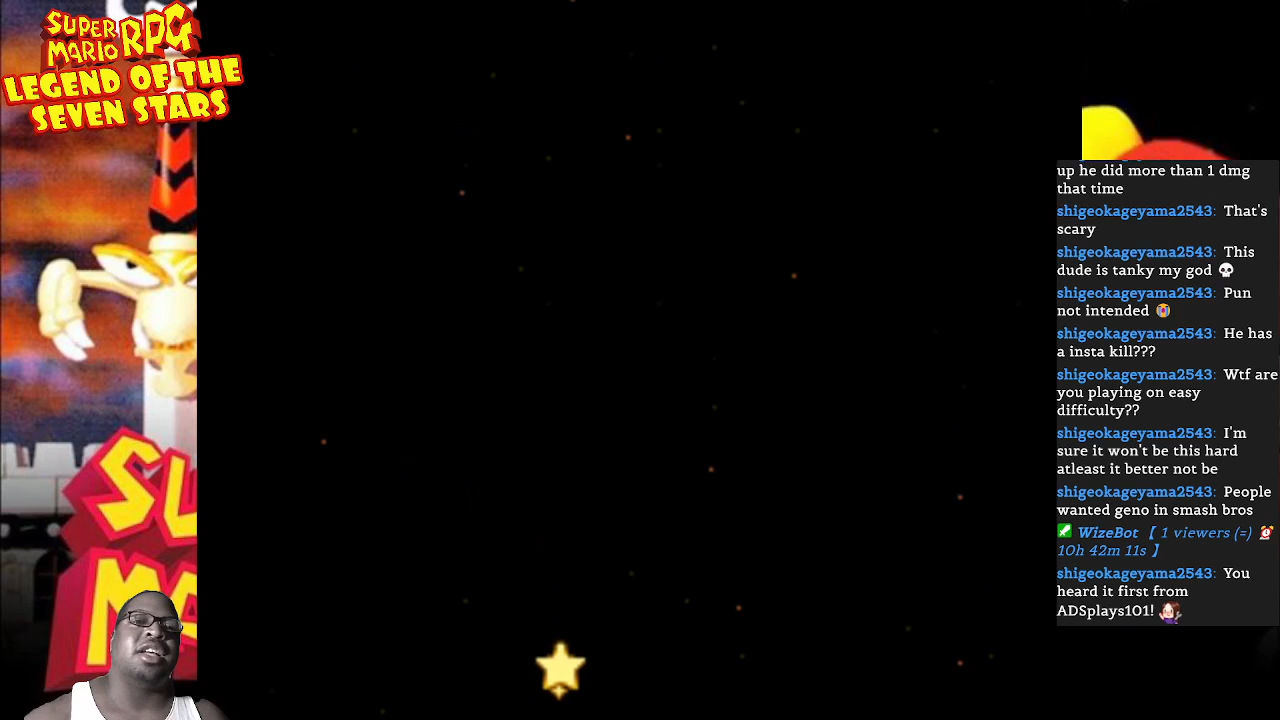 SUPER
MARIO RPG
LEGEND OF THE
SEVEN STARS
up he did more than 1 dmg
that time
shigeokageyama2543: That's
scary
shigeokageyama2543: This
dude is tanky my god 💀
shigeokageyama2543: Pun
not intended 😭
shigeokageyama2543: He has
a insta kill???
shigeokageyama2543: Wtf are
you playing on easy
difficulty??
shigeokageyama2543: I'm
sure it won't be this hard
atleast it better not be
shigeokageyama2543: People
wanted geno in smash bros
WizeBot 【 1 viewers (=) ⏰
10h 42m 11s 】
shigeokageyama2543: You
heard it first from
ADSplays101!
SU
MA